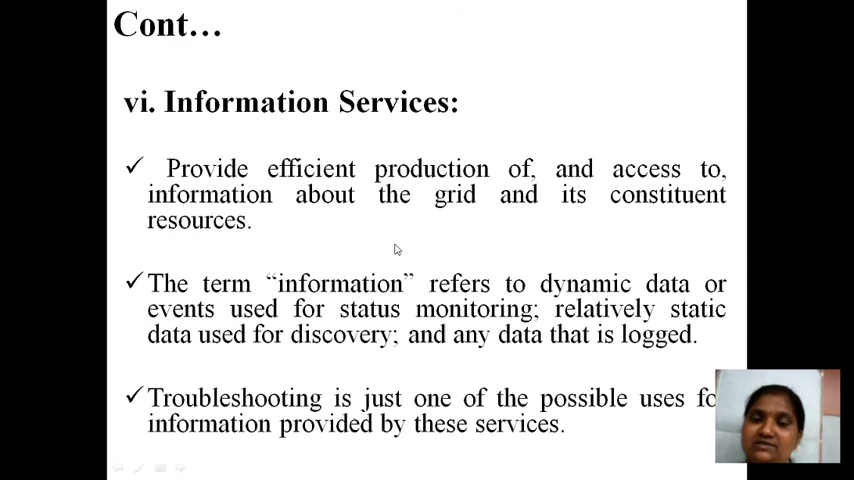 Cont…
vi. Information Services:
✓ Provide efficient production of, and access to,
information about the grid and its constituent
resources.
✓ The term “information” refers to dynamic data or
events used for status monitoring; relatively static
data used for discovery; and any data that is logged.
✓ Troubleshooting is just one of the possible uses fo
information provided by these services.